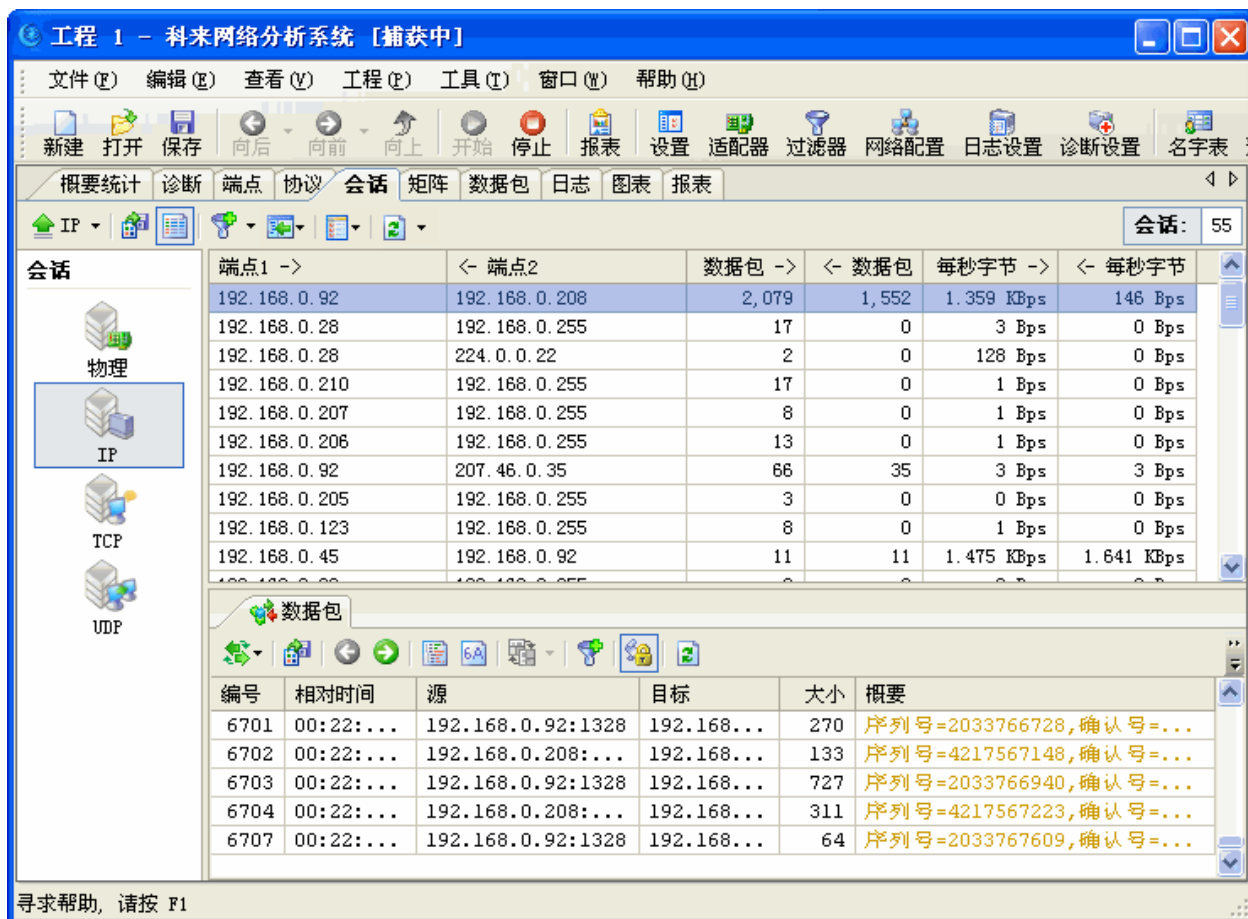 工程 1 - 科来网络分析系统 [捕获中]
文件(F) 编辑(E) 查看(V) 工程(P) 工具(T) 窗口(W) 帮助(H)
新建 打开 保存 向后 向前 向上 开始 停止 报表 设置 适配器 过滤器 网络配置 日志设置 诊断设置 名字表
概要统计 诊断 端点 协议 会话 矩阵 数据包 日志 图表 报表
IP 会话: 55
会话
物理
IP
TCP
UDP
端点1 -> <- 端点2 数据包 -> <- 数据包 每秒字节 -> <- 每秒字节
192.168.0.92 192.168.0.208 2,079 1,552 1.359 KBps 146 Bps
192.168.0.28 192.168.0.255 17 0 3 Bps 0 Bps
192.168.0.28 224.0.0.22 2 0 128 Bps 0 Bps
192.168.0.210 192.168.0.255 17 0 1 Bps 0 Bps
192.168.0.207 192.168.0.255 8 0 1 Bps 0 Bps
192.168.0.206 192.168.0.255 13 0 1 Bps 0 Bps
192.168.0.92 207.46.0.35 66 35 3 Bps 3 Bps
192.168.0.205 192.168.0.255 3 0 0 Bps 0 Bps
192.168.0.123 192.168.0.255 8 0 1 Bps 0 Bps
192.168.0.45 192.168.0.92 11 11 1.475 KBps 1.641 KBps
数据包
6A
编号 相对时间 源 目标 大小 概要
6701 00:22:... 192.168.0.92:1328 192.168... 270 序列号=2033766728,确认号=...
6702 00:22:... 192.168.0.208:... 192.168... 133 序列号=4217567148,确认号=...
6703 00:22:... 192.168.0.92:1328 192.168... 727 序列号=2033766940,确认号=...
6704 00:22:... 192.168.0.208:... 192.168... 311 序列号=4217567223,确认号=...
6707 00:22:... 192.168.0.92:1328 192.168... 64 序列号=2033767609,确认号=...
寻求帮助, 请按 F1